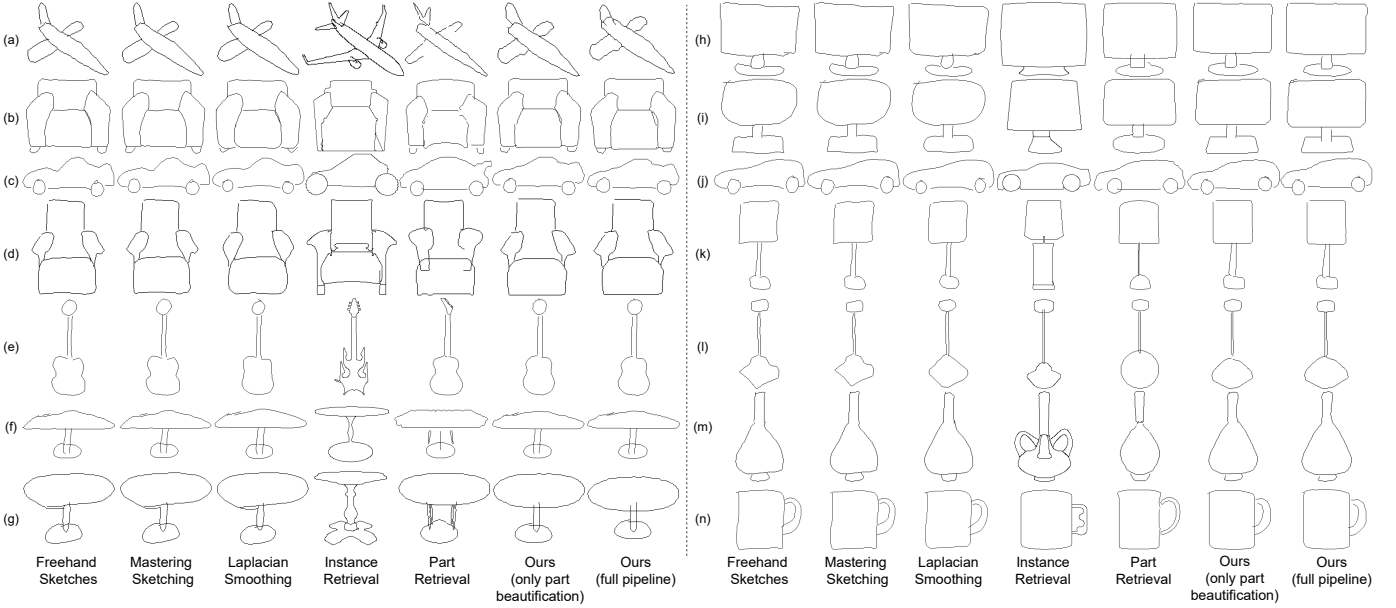 (a)
(b)
(c)
(d)
(e)
(f)
(g)
Freehand Sketches
Mastering Sketching
Laplacian Smoothing
Instance Retrieval
Part Retrieval
Ours (only part beautification)
Ours (full pipeline)
(h)
(i)
(j)
(k)
(l)
(m)
(n)
Freehand Sketches
Mastering Sketching
Laplacian Smoothing
Instance Retrieval
Part Retrieval
Ours (only part beautification)
Ours (full pipeline)